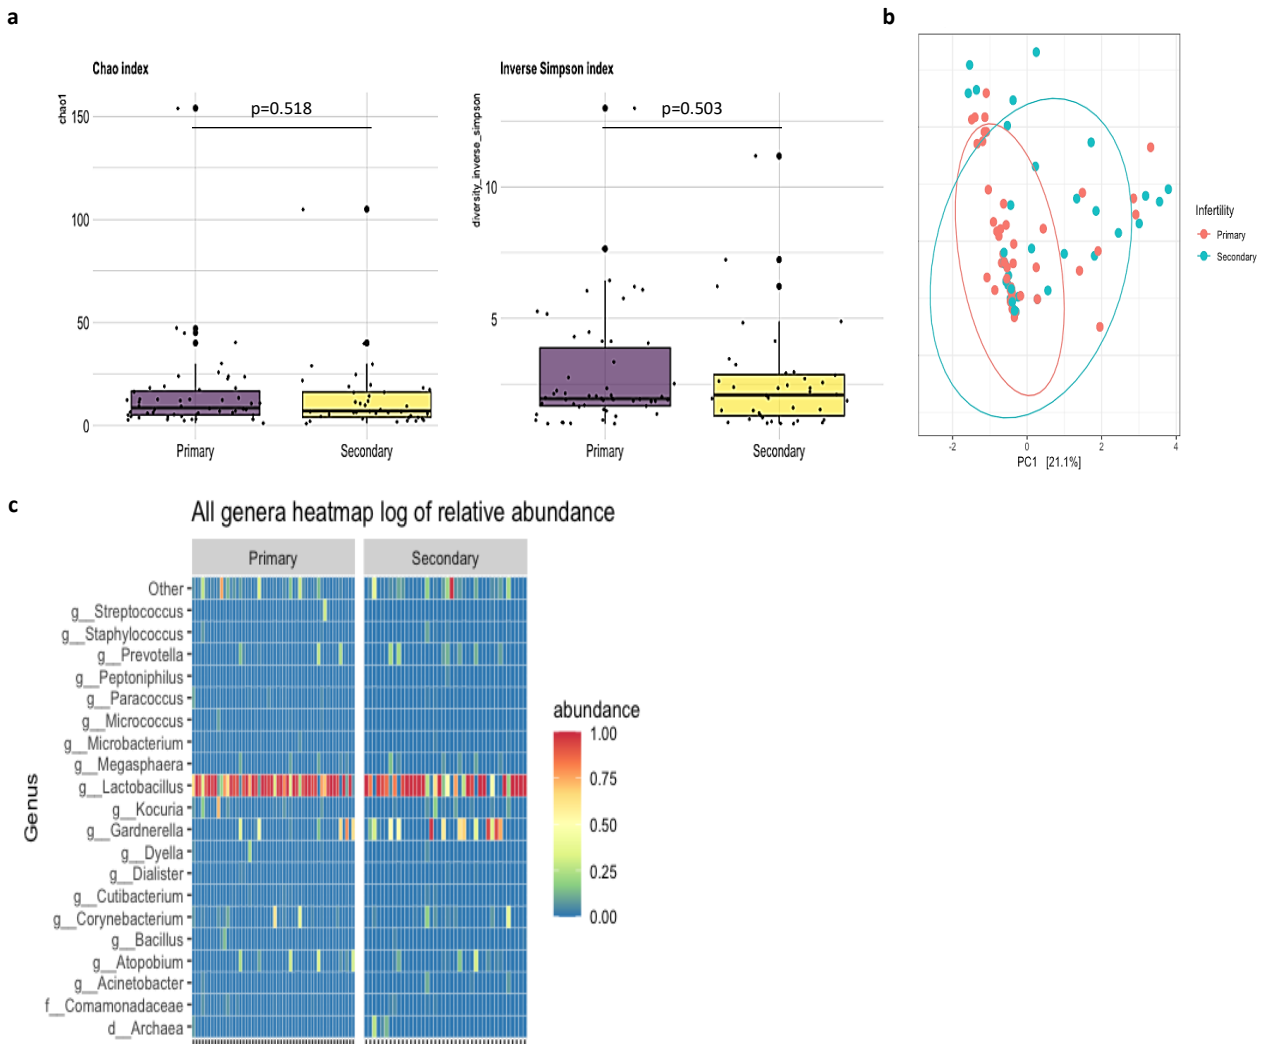 a
Chao index
chao1
p=0.518
150
100
50
0
Primary
Secondary
Inverse Simpson index
diversity_inverse_simpson
p=0.503
10
5
Primary
Secondary
b
-2
0
2
4
PC1 [21.1%]
Infertility
Primary
Secondary
c
All genera heatmap log of relative abundance
Primary
Secondary
Genus
Other
g__Streptococcus
g__Staphylococcus
g__Prevotella
g__Peptoniphilus
g__Paracoccus
g__Micrococcus
g__Microbacterium
g__Megasphaera
g__Lactobacillus
g__Kocuria
g__Gardnerella
g__Dyella
g__Dialister
g__Cutibacterium
g__Corynebacterium
g__Bacillus
g__Atopobium
g__Acinetobacter
f__Comamonadaceae
d__Archaea
abundance
1.00
0.75
0.50
0.25
0.00